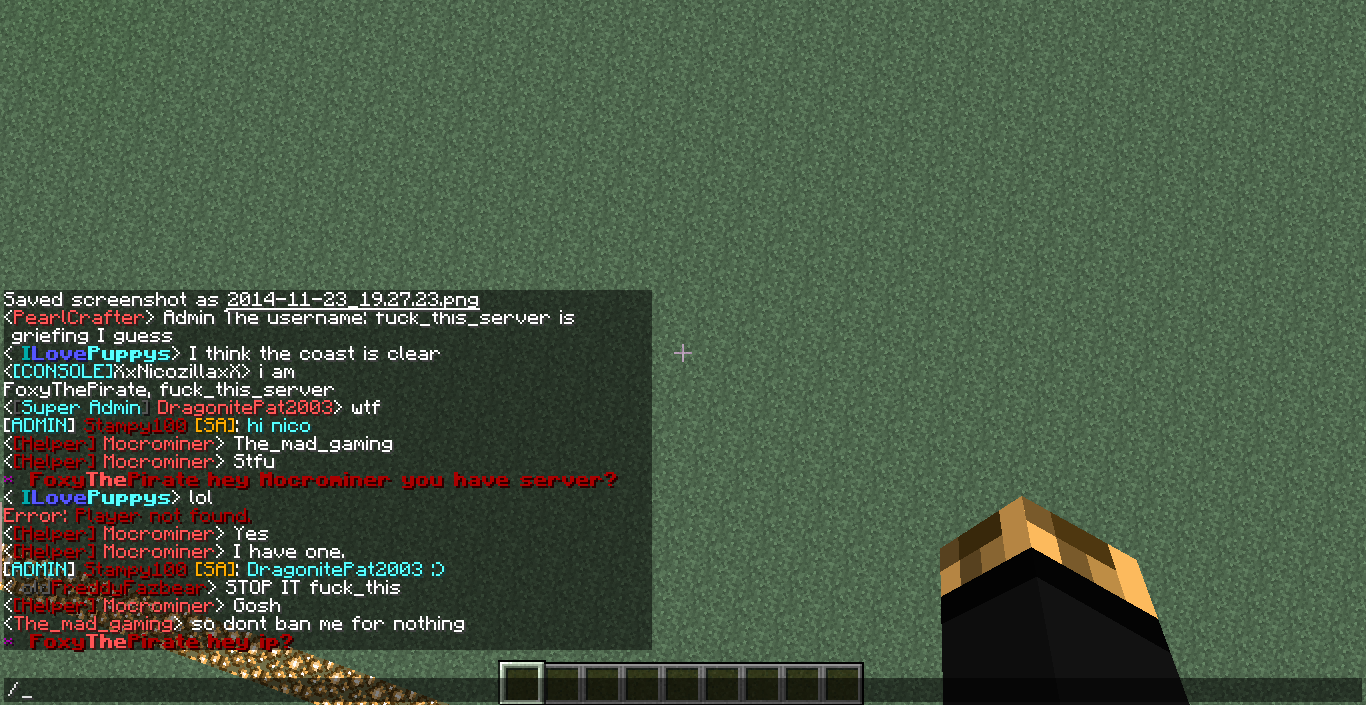 Saved screenshot as 2014-11-23_19.27.23.png
<PearlCrafter> Admin The username: fuck_this_server is
griefing I guess
< ILovePuppys> I think the coast is clear
<[CONSOLE]XxNicozillaxX> i am
FoxyThePirate, fuck_this_server
<[Super Admin] DragonitePat2003> wtf
[ADMIN] Stampy100 [SA]: hi nico
<[Helper] Mocrominer> The_mad_gaming
<[Helper] Mocrominer> Stfu
* FoxyThePirate hey Mocrominer you have server?
< ILovePuppys> lol
Error: Player not found.
<[Helper] Mocrominer> Yes
<[Helper] Mocrominer> I have one.
[ADMIN] Stampy100 [SA]: DragonitePat2003 :)
< FreddyFazbear> STOP IT fuck_this
<[Helper] Mocrominer> Gosh
<The_mad_gaming> so dont ban me for nothing
* FoxyThePirate hey ip?
/_